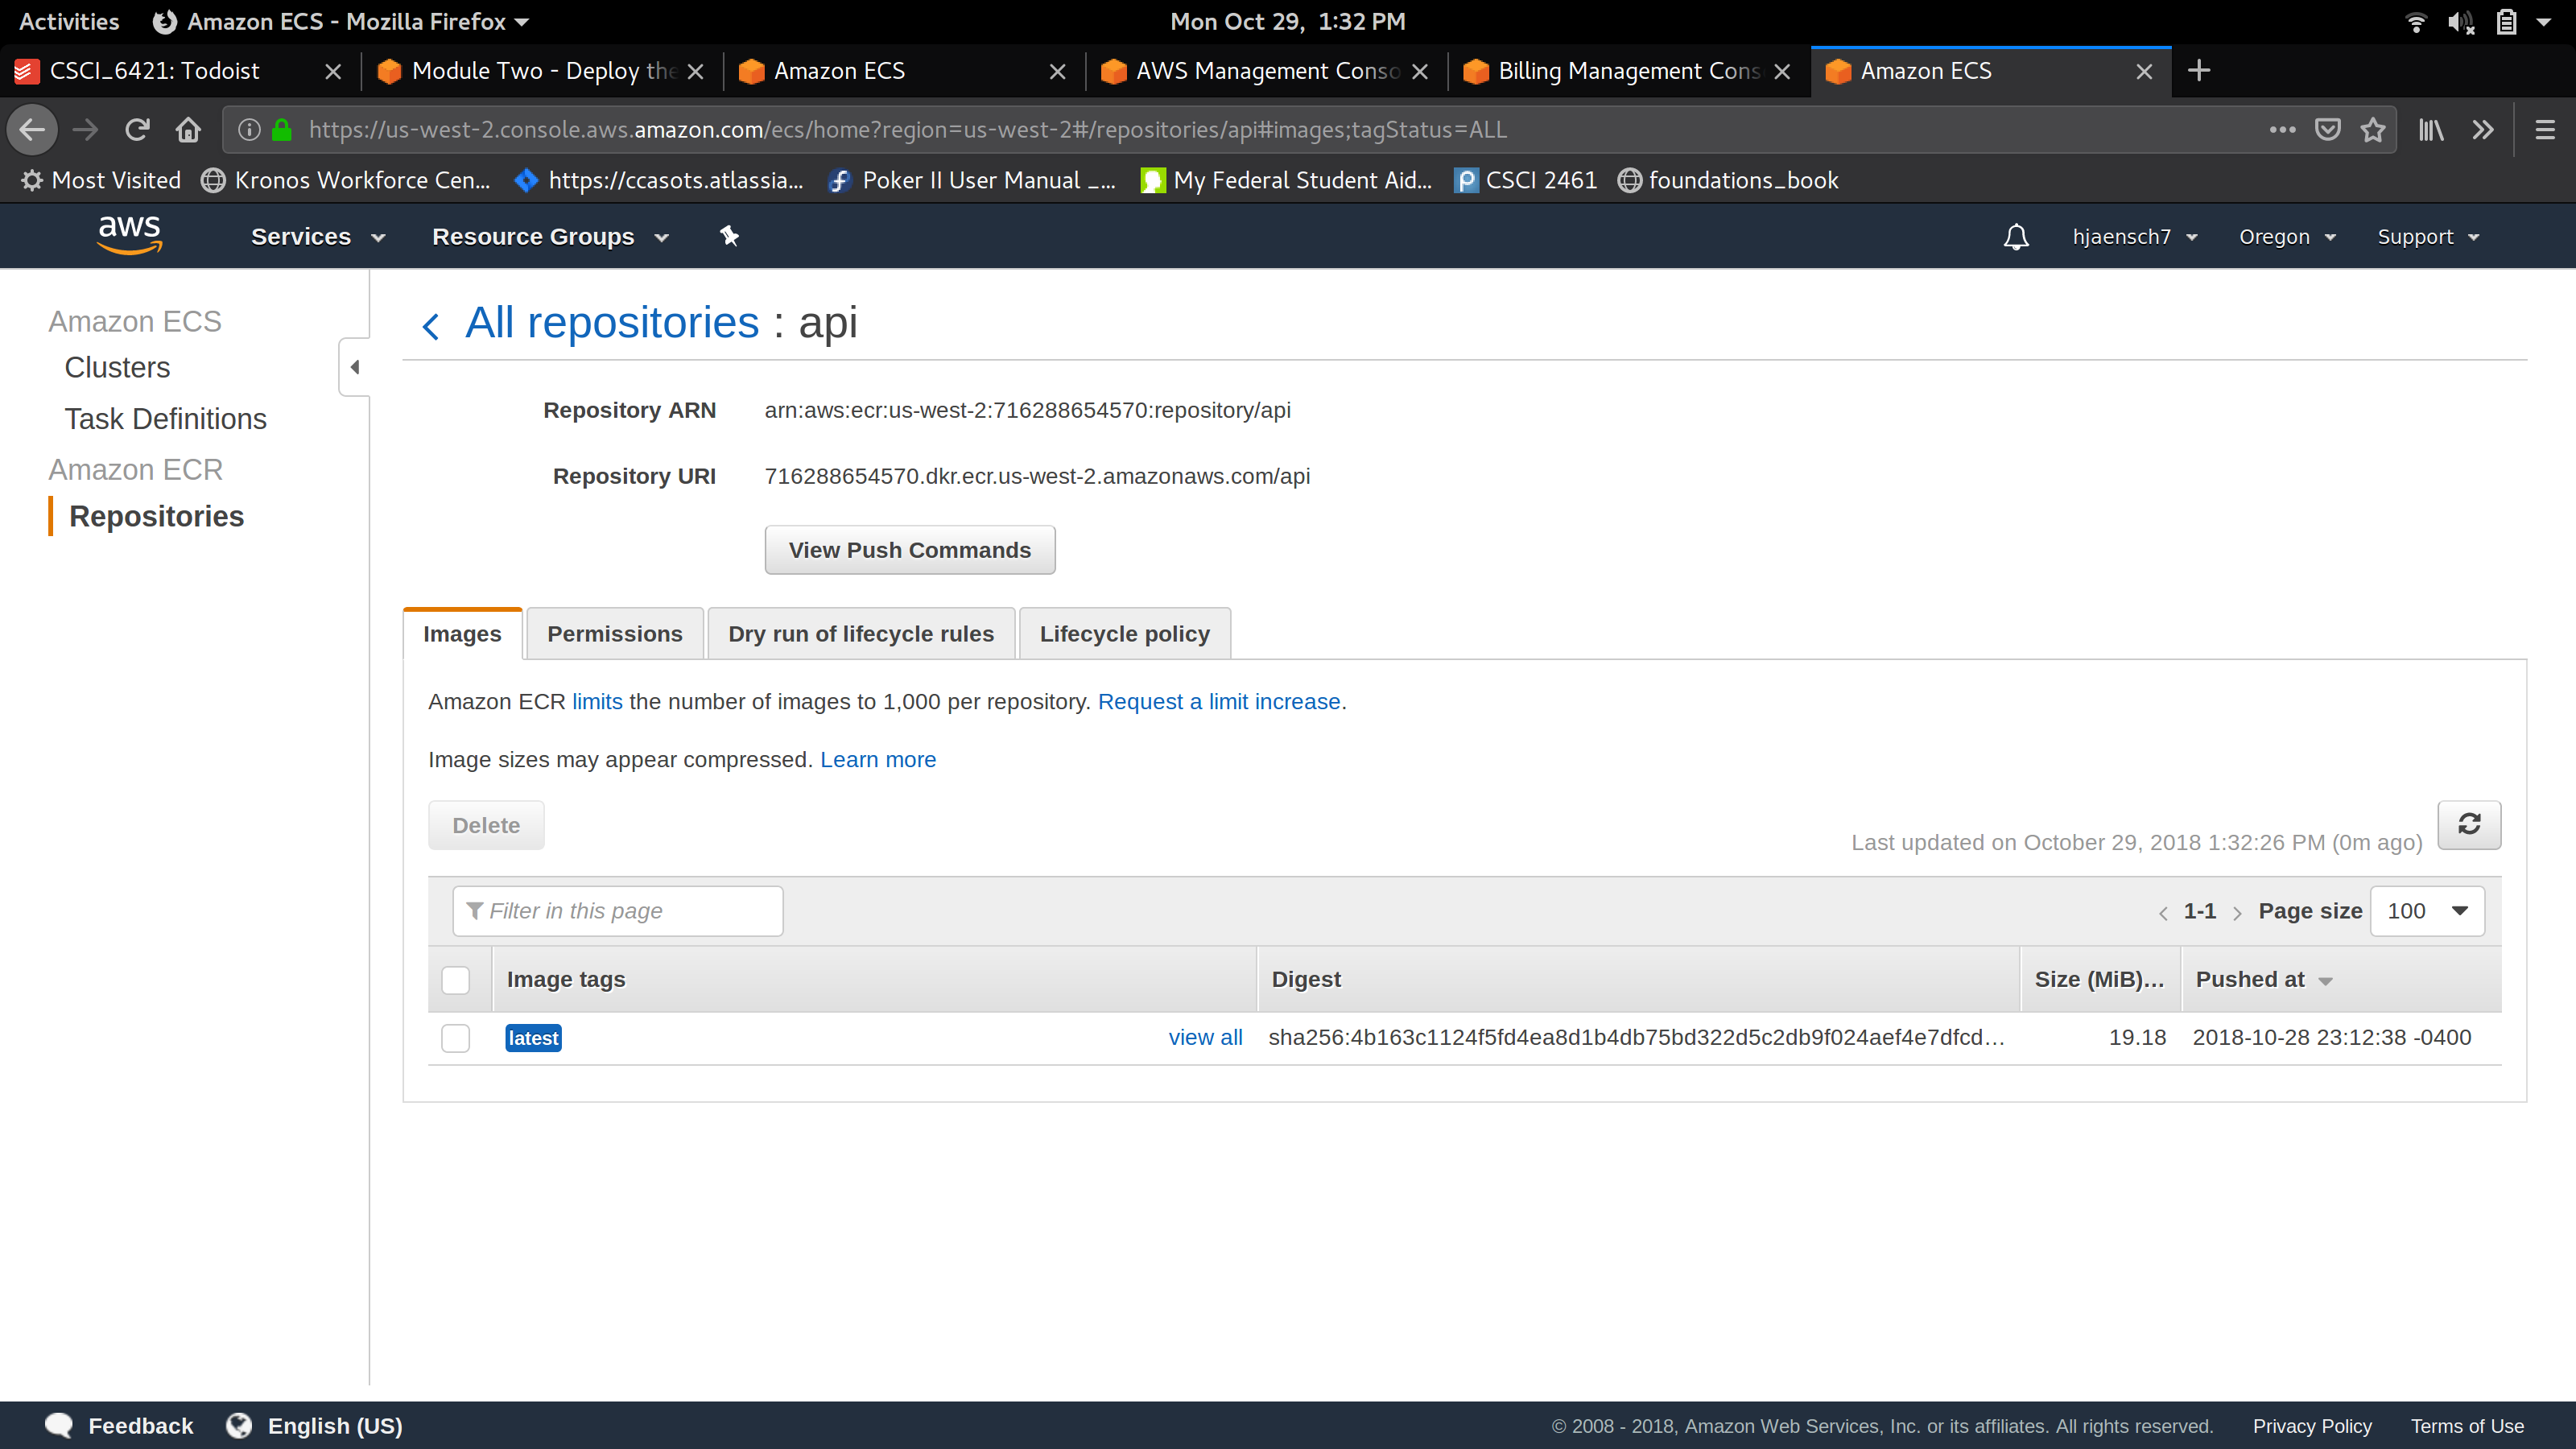 Activities Amazon ECS - Mozilla Firefox Mon Oct 29, 1:32 PM
CSCI_6421: Todoist Module Two - Deploy the Amazon ECS AWS Management Conso Billing Management Cons Amazon ECS
https://us-west-2.console.aws.amazon.com/ecs/home?region=us-west-2#/repositories/api#images;tagStatus=ALL
Most Visited Kronos Workforce Cen... https://ccasots.atlassia... Poker II User Manual _... My Federal Student Aid... CSCI 2461 foundations_book
aws Services Resource Groups hjaensch7 Oregon Support
Amazon ECS
Clusters
Task Definitions
Amazon ECR
Repositories
All repositories : api
Repository ARN arn:aws:ecr:us-west-2:716288654570:repository/api
Repository URI 716288654570.dkr.ecr.us-west-2.amazonaws.com/api
View Push Commands
Images Permissions Dry run of lifecycle rules Lifecycle policy
Amazon ECR limits the number of images to 1,000 per repository. Request a limit increase.
Image sizes may appear compressed. Learn more
Delete Last updated on October 29, 2018 1:32:26 PM (0m ago)
Filter in this page 1-1 Page size 100
Image tags Digest Size (MiB)... Pushed at
latest view all sha256:4b163c1124f5fd4ea8d1b4db75bd322d5c2db9f024aef4e7dfcd... 19.18 2018-10-28 23:12:38 -0400
Feedback English (US) © 2008 - 2018, Amazon Web Services, Inc. or its affiliates. All rights reserved. Privacy Policy Terms of Use